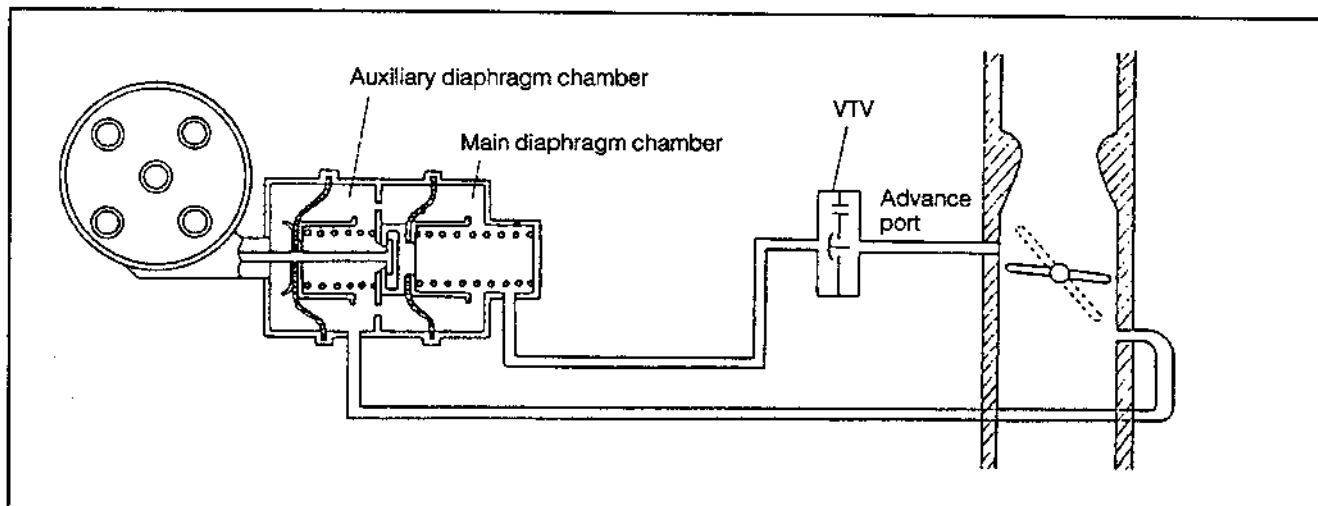 Auxiliary diaphragm chamber
Main diaphragm chamber
VTV
Advance
port